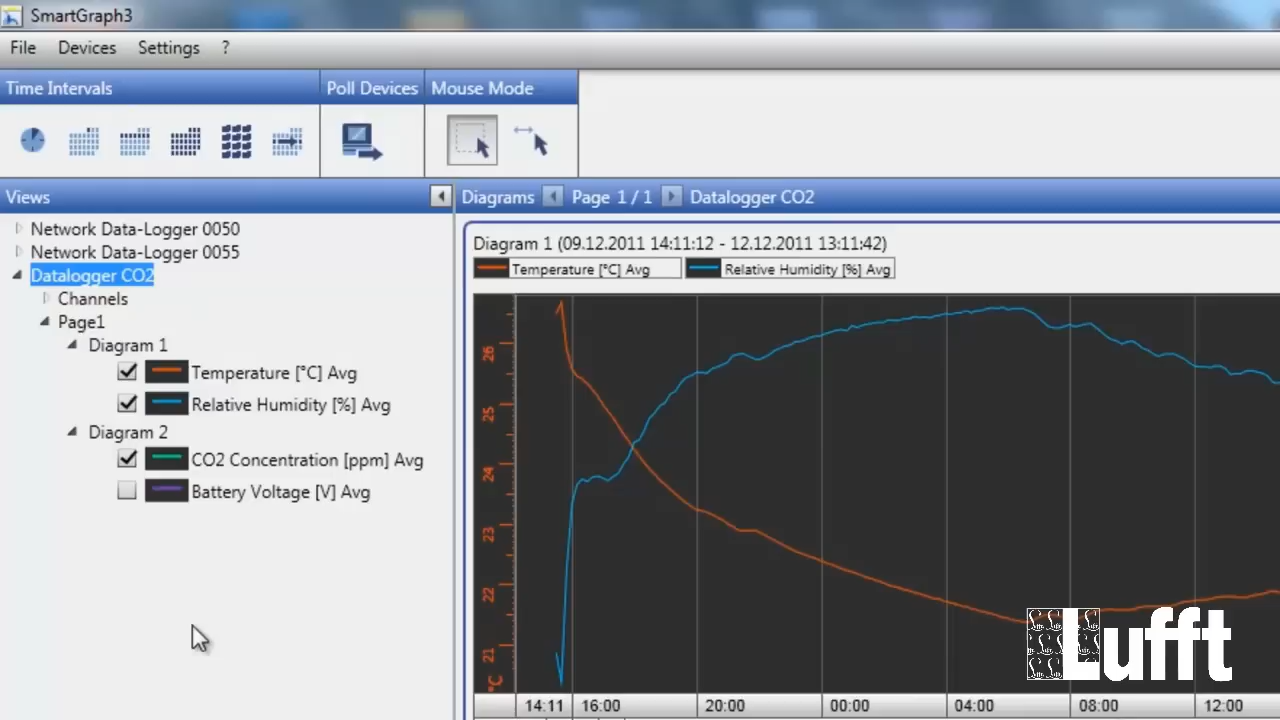 SmartGraph3
File Devices Settings ?
Time Intervals Poll Devices Mouse Mode
Views Diagrams Page 1 / 1 Datalogger CO2
Network Data-Logger 0050
Network Data-Logger 0055
Datalogger CO2
Channels
Page1
Diagram 1
Temperature [°C] Avg
Relative Humidity [%] Avg
Diagram 2
CO2 Concentration [ppm] Avg
Battery Voltage [V] Avg
Diagram 1 (09.12.2011 14:11:12 - 12.12.2011 13:11:42)
Temperature [°C] Avg Relative Humidity [%] Avg
26
25
24
23
22
21
°C
14:11 16:00 20:00 00:00 04:00 08:00 12:00
Lufft